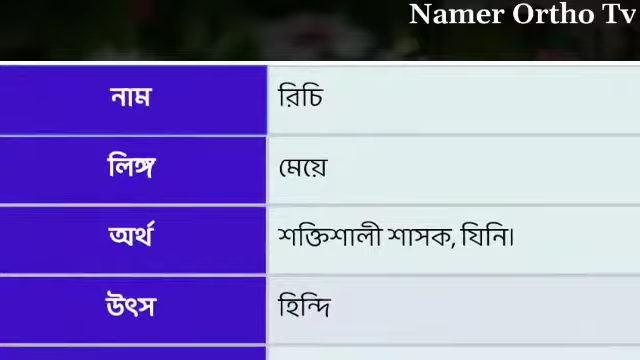 Namer Ortho Tv
নাম রিচি
লিঙ্গ মেয়ে
অর্থ শক্তিশালী শাসক, যিনি।
উৎস হিন্দি